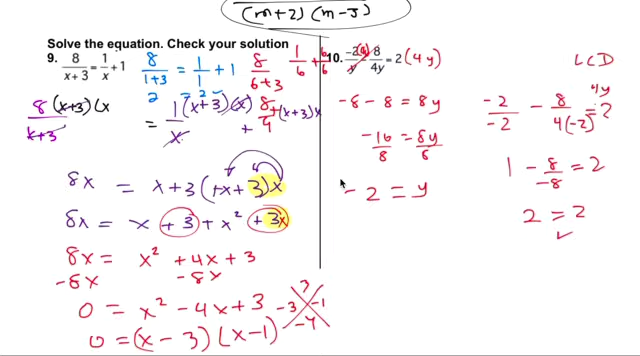 (m+2) (m-3)
Solve the equation. Check your solution
9. 8/(x+3) = 1/x + 1
8/(1+3) = 1/1 + 1
2 = 2 ✓
8/(6+3) 1/6 + 6/6
8/(x+3) (x+3)(x = 1/x (x+3)(x) + (x+3)x
8/4
8x = x+3 (+x+3)x
8x = x + 3 + x² + 3x
8x = x² + 4x + 3
-8x -8x
0 = x² - 4x + 3
0 = (x - 3) (x - 1)
3
-3 -1
-4
10. -2/y - 8/4y = 2 (4y)
-8 - 8 = 8y
-16/8 = 8y/8
-2 = y
LCD
4y
-2/-2 - 8/4(-2) = 2
1 - 8/-8 = 2
2 = 2
✓